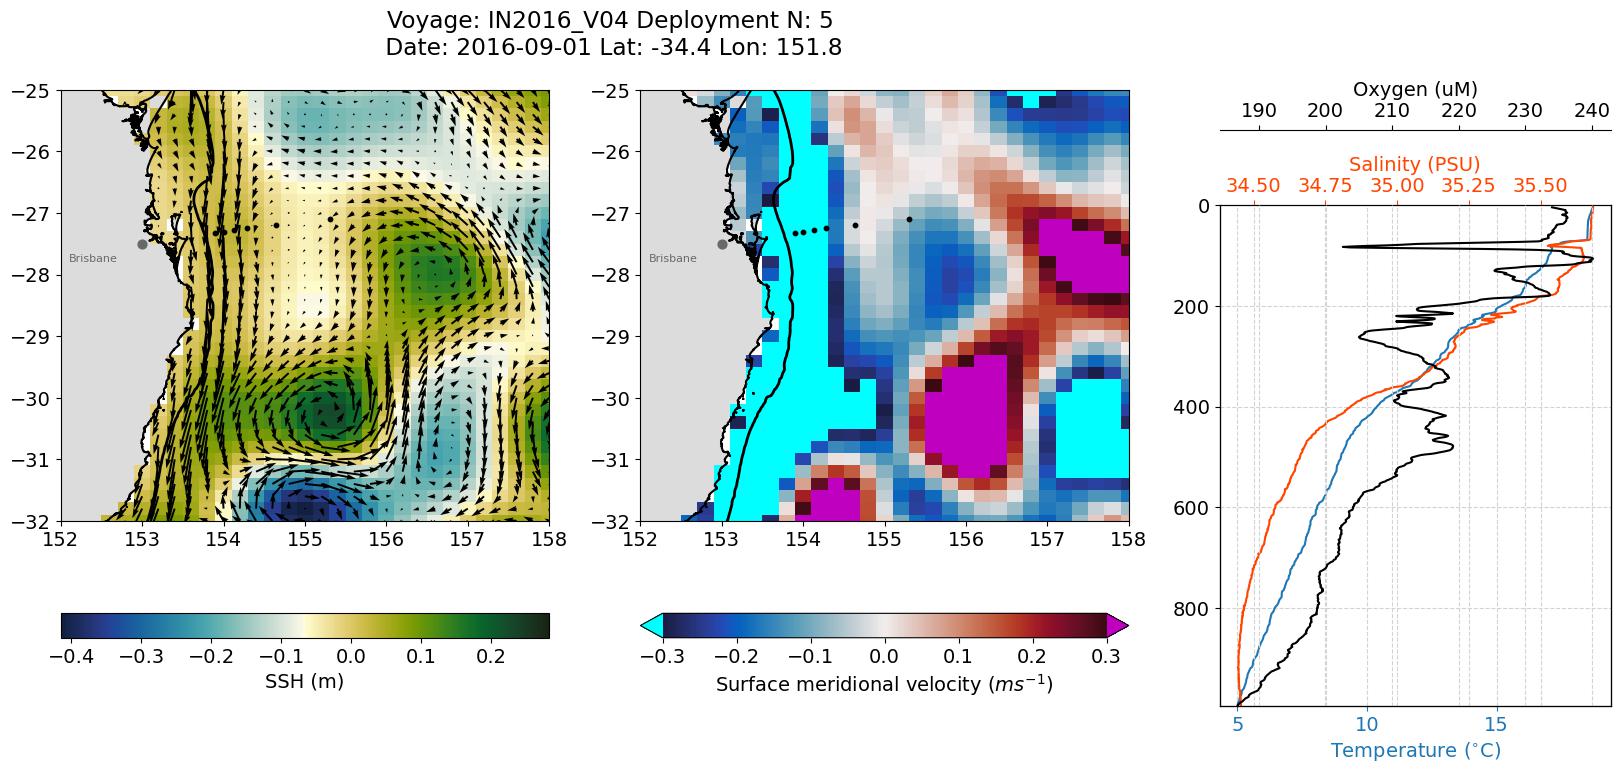 Voyage: IN2016_V04 Deployment N: 5
Date: 2016-09-01 Lat: -34.4 Lon: 151.8
−25
−26
−27
−28
−29
−30
−31
−32
152 153 154 155 156 157 158
Brisbane
−0.4 −0.3 −0.2 −0.1 0.0 0.1 0.2
SSH (m)
−25
−26
−27
−28
−29
−30
−31
−32
152 153 154 155 156 157 158
Brisbane
−0.3 −0.2 −0.1 0.0 0.1 0.2 0.3
Surface meridional velocity (ms⁻¹)
Oxygen (uM)
190 200 210 220 230 240
Salinity (PSU)
34.50 34.75 35.00 35.25 35.50
0
200
400
600
800
5 10 15
Temperature (°C)